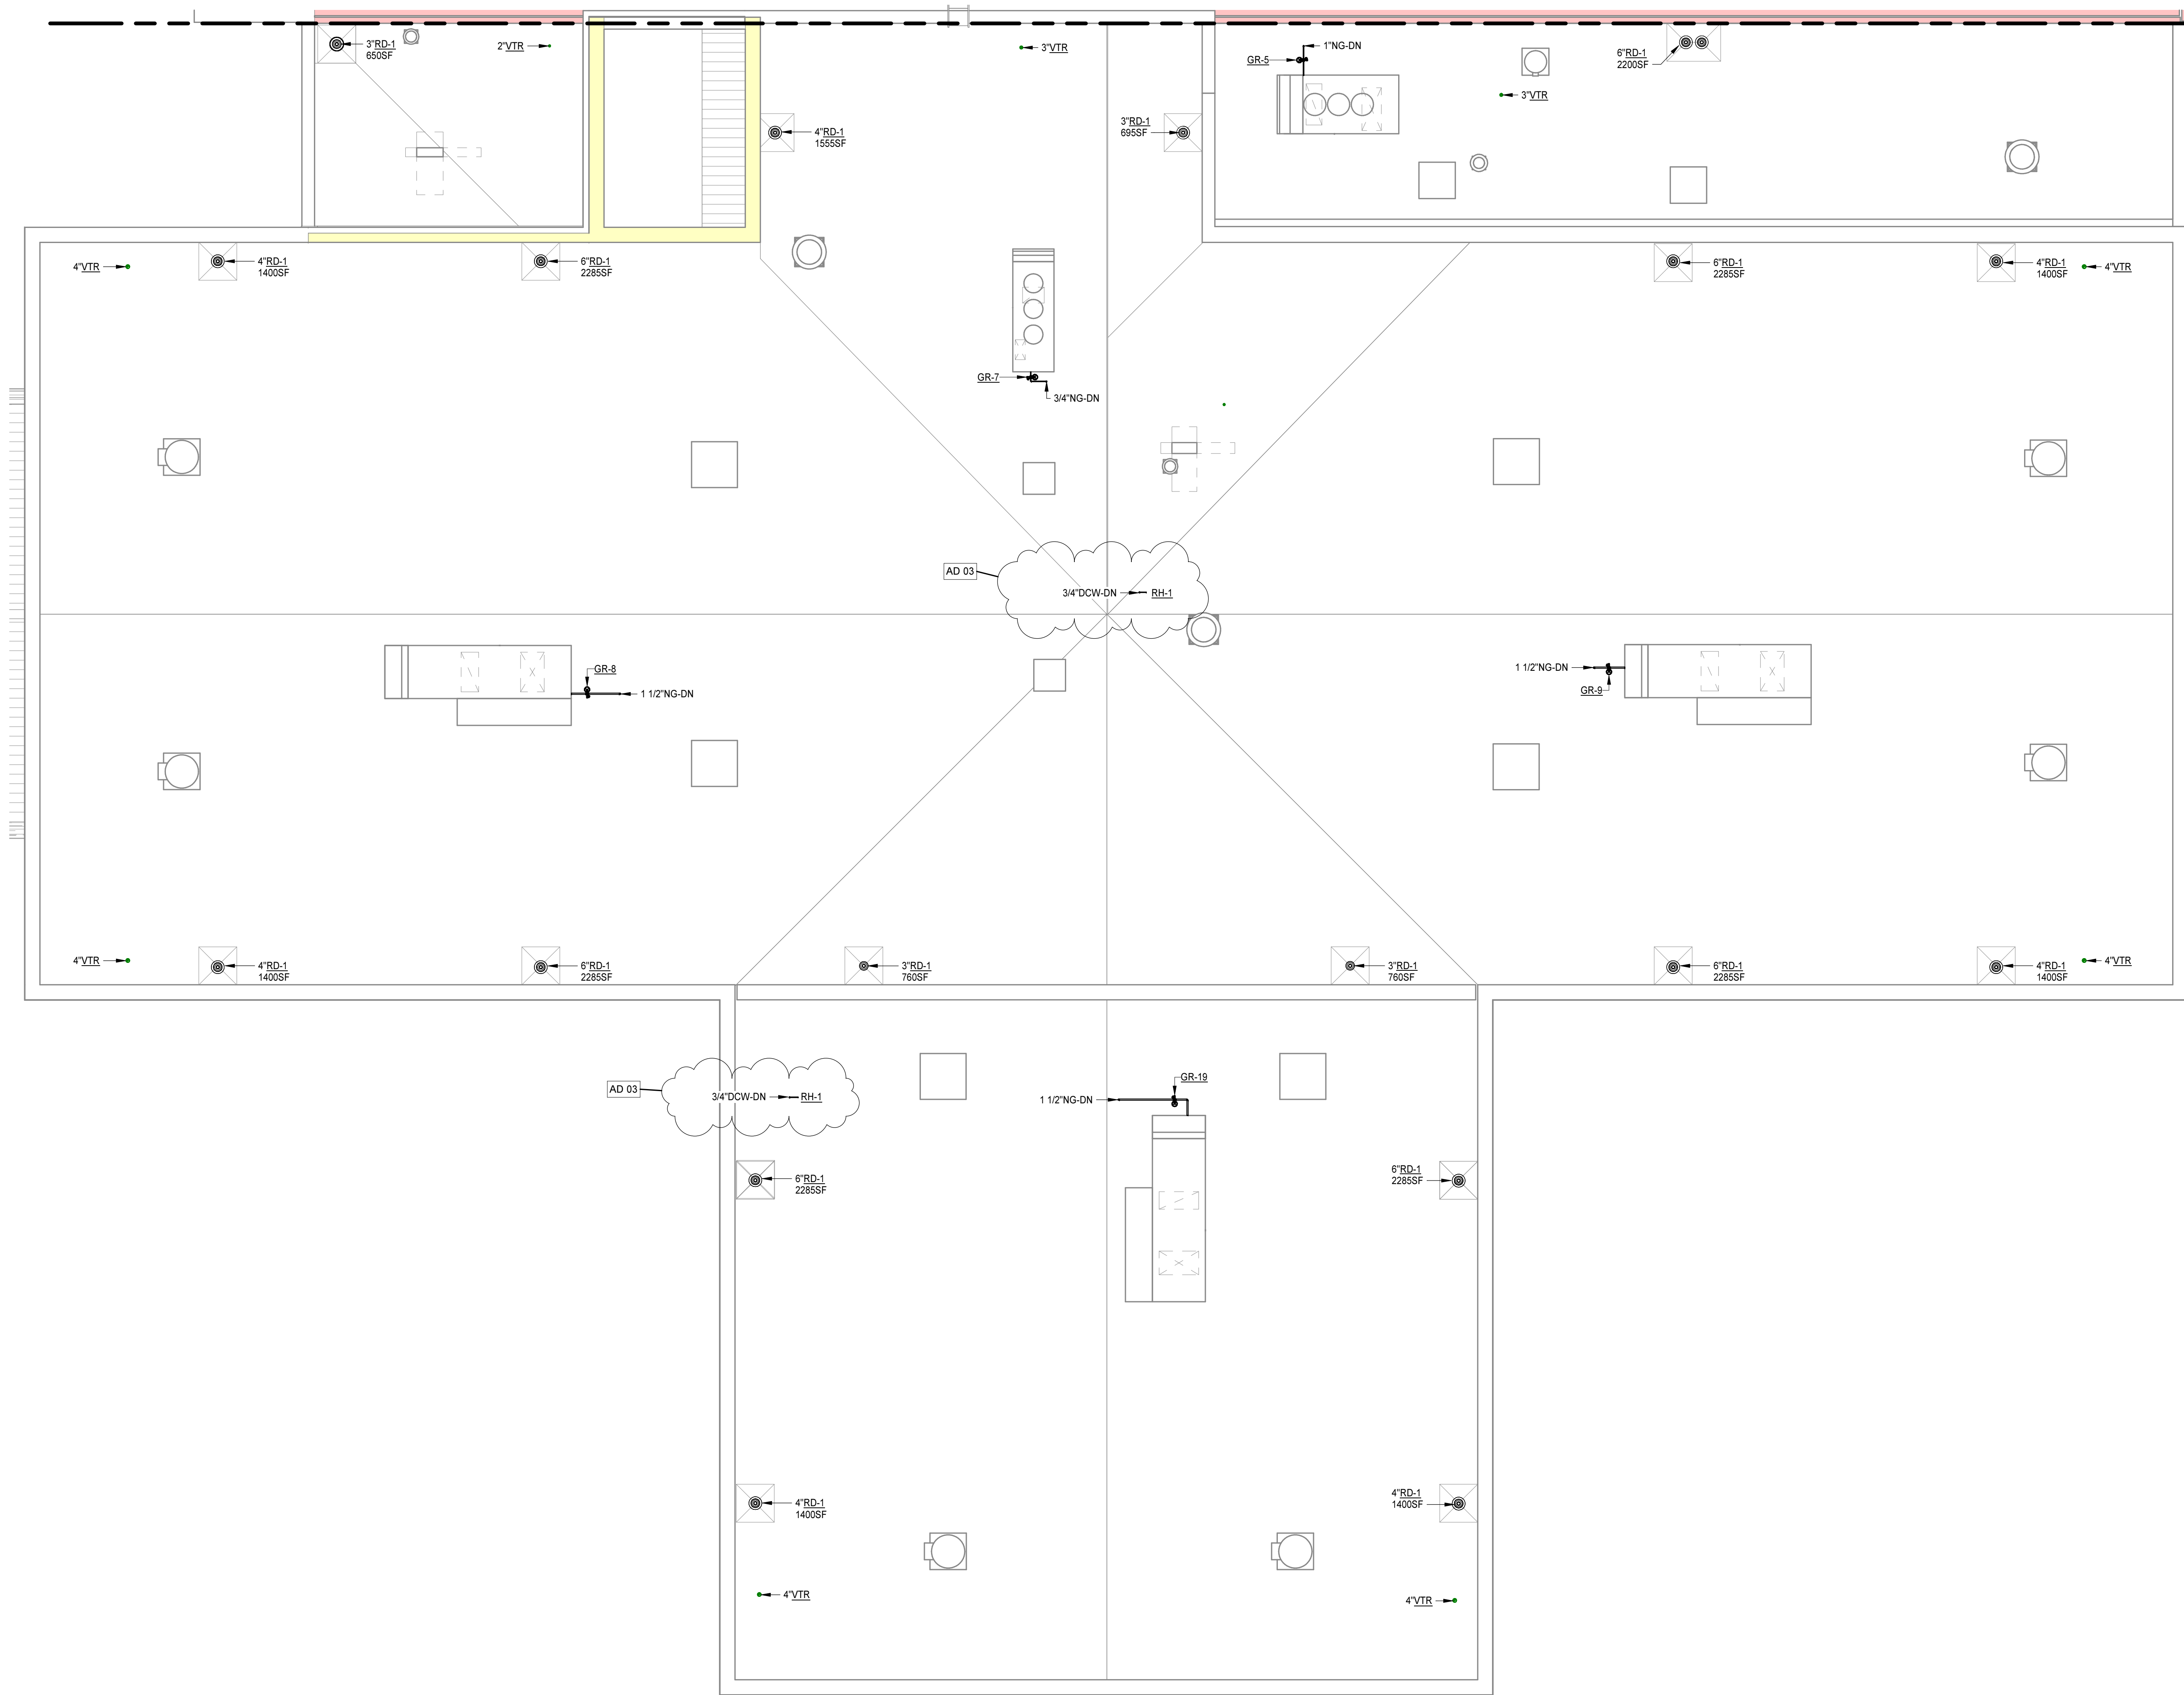 3"RD-1
650SF
2"VTR
3"VTR
1"NG-DN
GR-5
6"RD-1
2200SF
3"VTR
4"RD-1
1555SF
3"RD-1
695SF
4"VTR
4"RD-1
1400SF
6"RD-1
2285SF
6"RD-1
2285SF
4"RD-1
1400SF
4"VTR
GR-7
3/4"NG-DN
AD 03
3/4"DCW-DN
RH-1
GR-8
1 1/2"NG-DN
1 1/2"NG-DN
GR-9
4"VTR
4"RD-1
1400SF
6"RD-1
2285SF
3"RD-1
760SF
3"RD-1
760SF
6"RD-1
2285SF
4"RD-1
1400SF
4"VTR
AD 03
3/4"DCW-DN
RH-1
GR-19
1 1/2"NG-DN
6"RD-1
2285SF
6"RD-1
2285SF
4"RD-1
1400SF
4"RD-1
1400SF
4"VTR
4"VTR